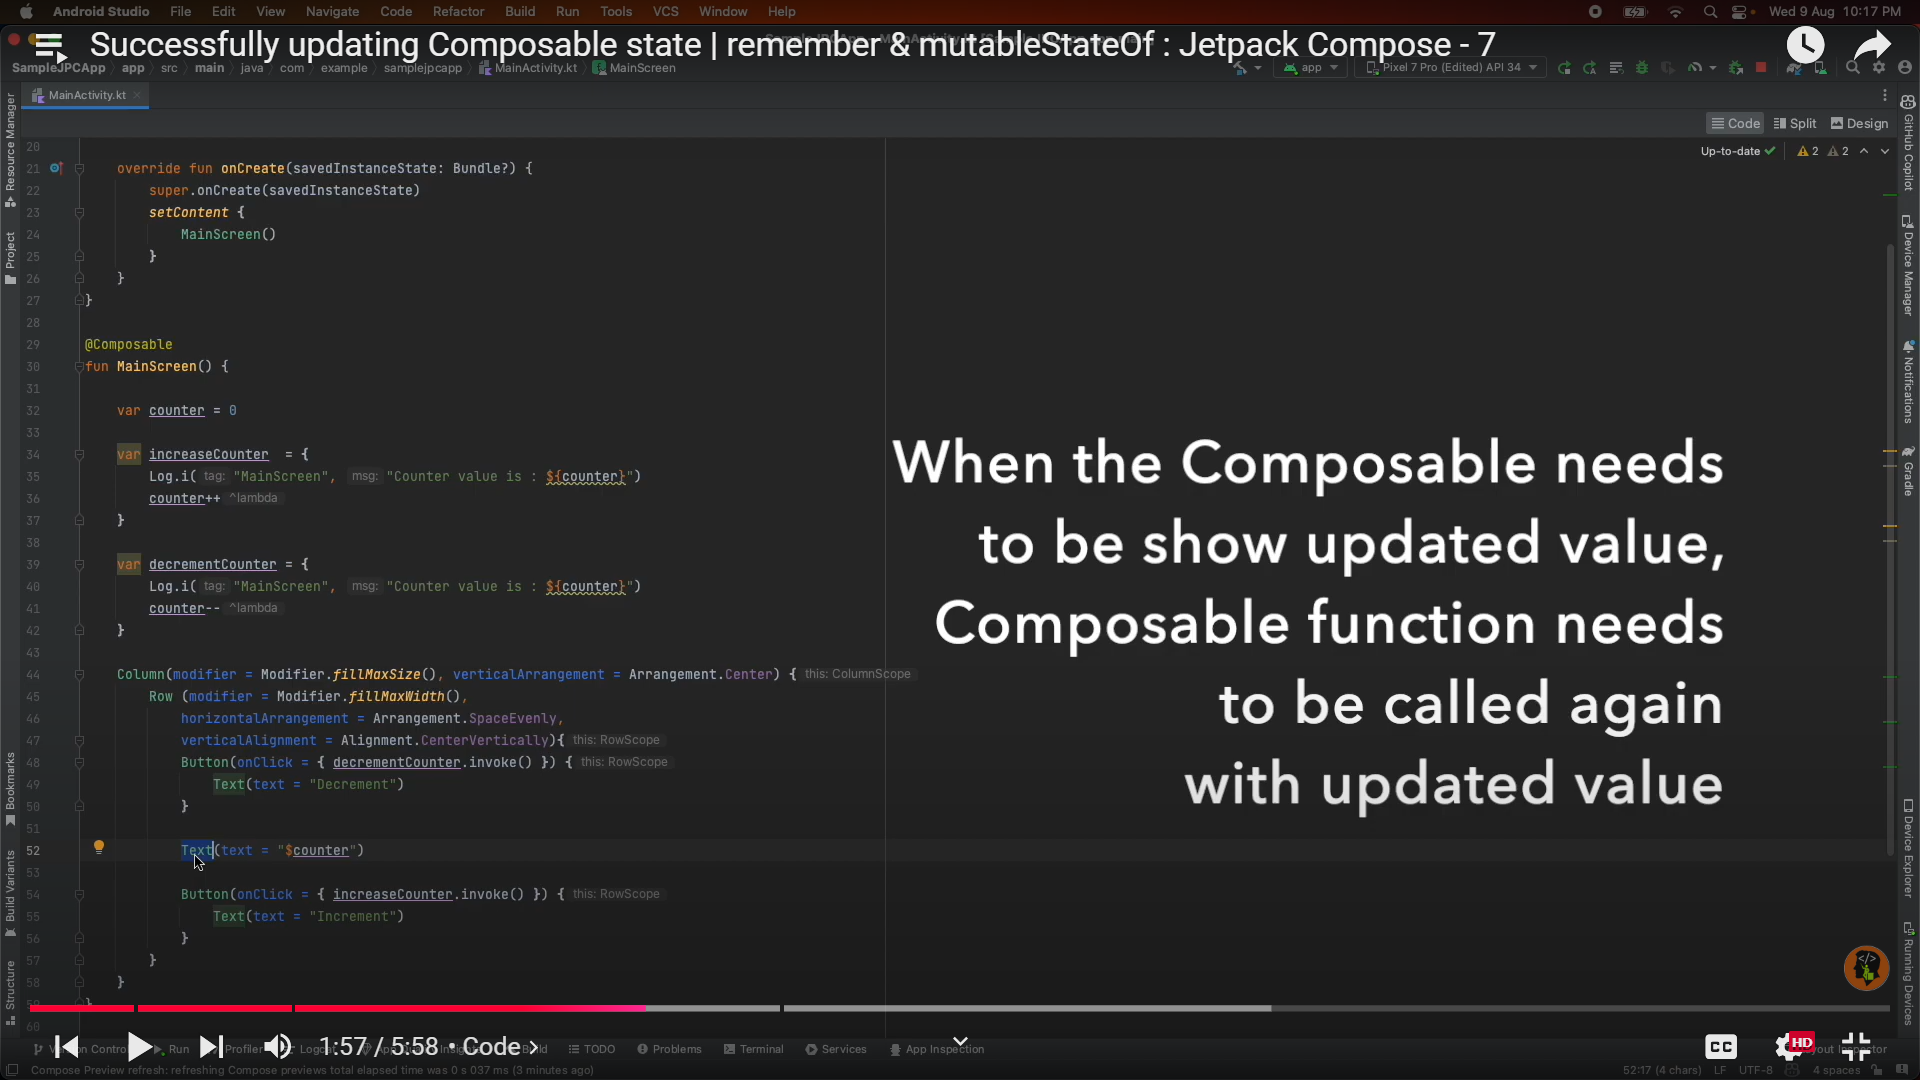 Android Studio File Edit View Navigate Code Refactor Build Run Tools VCS Window Help Wed 9 Aug 10:17 PM
Successfully updating Composable state | remember & mutableStateOf : Jetpack Compose - 7
SampleJPCApp app src main java com example samplejpcapp MainActivity.kt MainScreen app Pixel 7 Pro (Edited) API 34
MainActivity.kt
Code Split Design
Up-to-date 2 2
20
21 override fun onCreate(savedInstanceState: Bundle?) {
22 super.onCreate(savedInstanceState)
23 setContent {
24 MainScreen()
25 }
26 }
27 }
28
29 @Composable
30 fun MainScreen() {
31
32 var counter = 0
33
34 var increaseCounter = {
35 Log.i( tag: "MainScreen", msg: "Counter value is : ${counter}")
36 counter++ ^lambda
37 }
38
39 var decrementCounter = {
40 Log.i( tag: "MainScreen", msg: "Counter value is : ${counter}")
41 counter-- ^lambda
42 }
43
44 Column(modifier = Modifier.fillMaxSize(), verticalArrangement = Arrangement.Center) { this: ColumnScope
45 Row (modifier = Modifier.fillMaxWidth(),
46 horizontalArrangement = Arrangement.SpaceEvenly,
47 verticalAlignment = Alignment.CenterVertically){ this: RowScope
48 Button(onClick = { decrementCounter.invoke() }) { this: RowScope
49 Text(text = "Decrement")
50 }
51
52 Text(text = "$counter")
53
54 Button(onClick = { increaseCounter.invoke() }) { this: RowScope
55 Text(text = "Increment")
56 }
57 }
58 }
59 }
60
When the Composable needs
to be show updated value,
Composable function needs
to be called again
with updated value
Resource Manager
Project
Bookmarks
Build Variants
Structure
GitHub Copilot
Device Manager
Notifications
Gradle
Device Explorer
Running Devices
1:57 / 5:58 • Code CC HD
Run Profiler Logcat TODO Problems Terminal Services App Inspection
Compose Preview refresh: refreshing Compose previews total elapsed time was 0 s 037 ms (3 minutes ago) 52:17 (4 chars) LF UTF-8 4 spaces